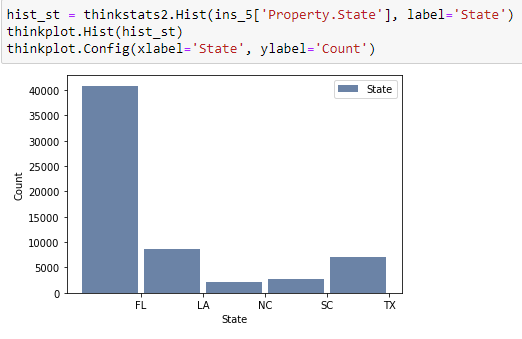 hist_st = thinkstats2.Hist(ins_5['Property.State'], label='State')
thinkplot.Hist(hist_st)
thinkplot.Config(xlabel='State', ylabel='Count')
State
40000
35000
30000
25000
20000
15000
10000
5000
0
Count
FL LA NC SC TX
State